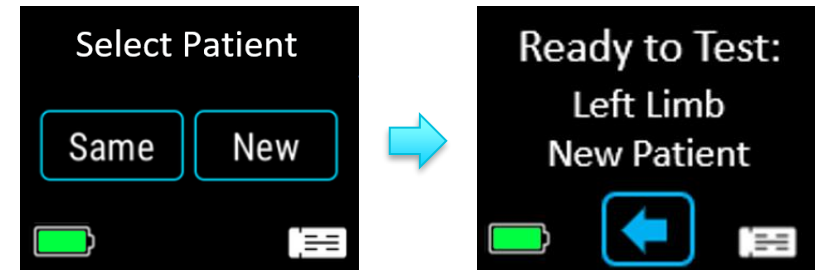 Select Patient
Same New
Ready to Test:
Left Limb
New Patient